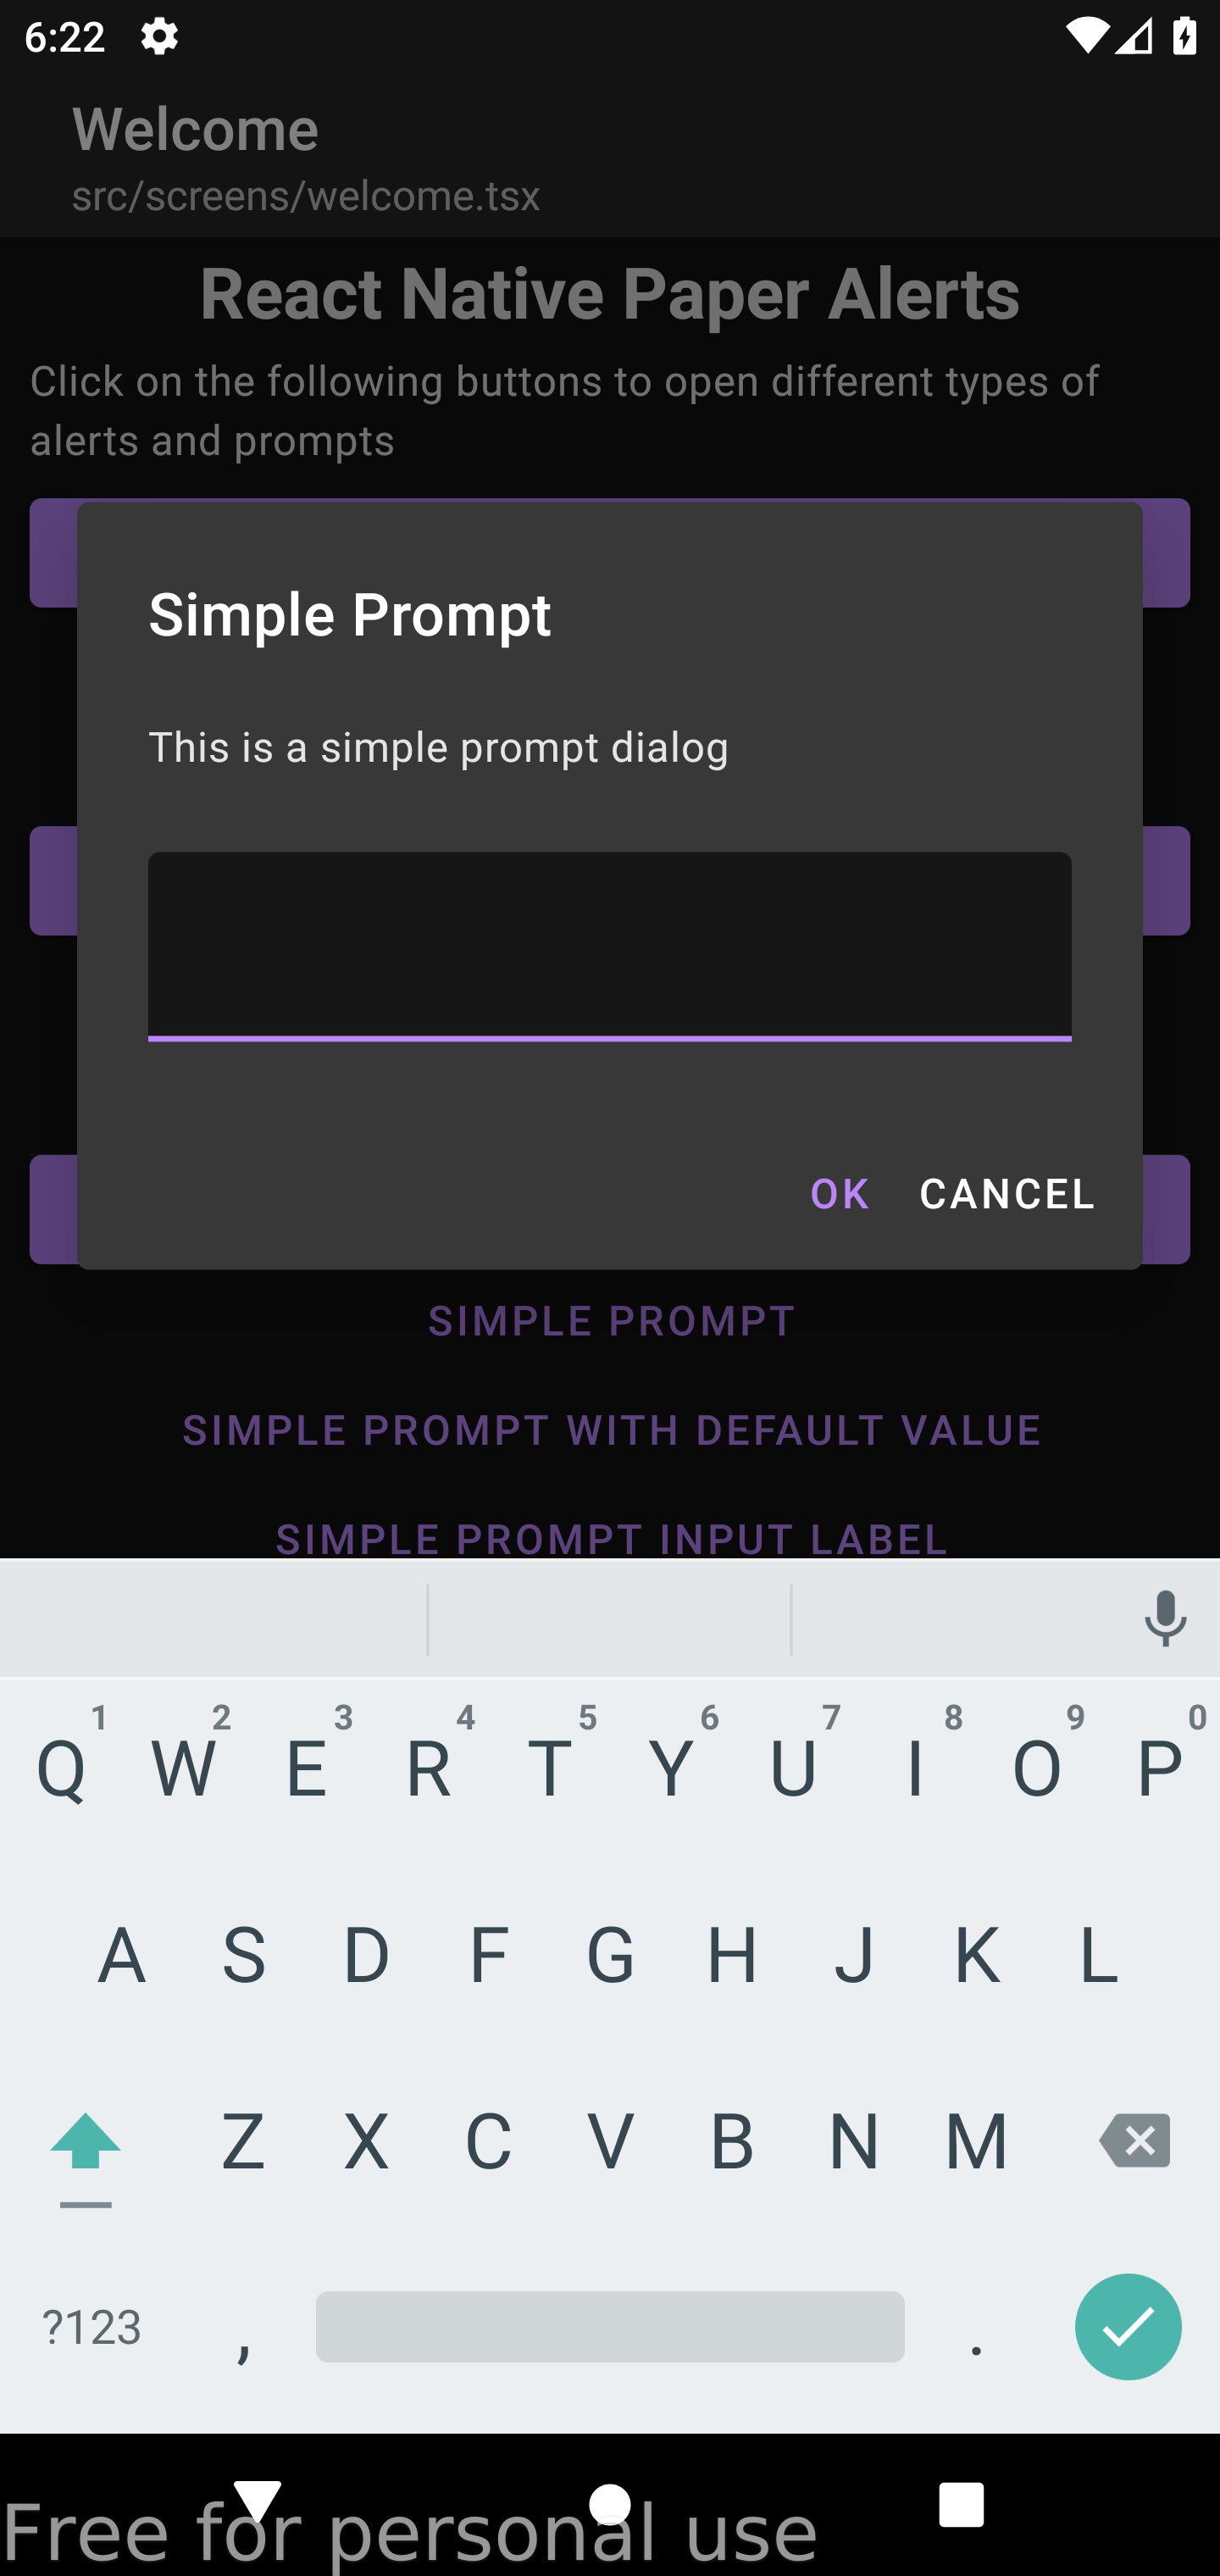 6:22
Welcome
src/screens/welcome.tsx
React Native Paper Alerts
Click on the following buttons to open different types of
alerts and prompts
Simple Prompt
This is a simple prompt dialog
OK CANCEL
SIMPLE PROMPT
SIMPLE PROMPT WITH DEFAULT VALUE
SIMPLE PROMPT INPUT LABEL
1 2 3 4 5 6 7 8 9 0
Q W E R T Y U I O P
A S D F G H J K L
Z X C V B N M
?123 , .
Free for personal use